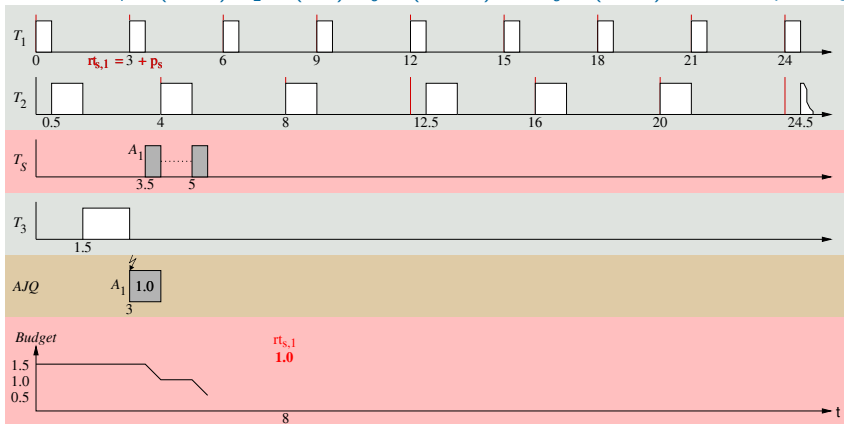 T1
0 3 6 9 12 15 18 21 24
rts,1 = 3 + ps
T2
0.5 4 8 12.5 16 20 24.5
TS
A1
3.5 5
T3
1.5
AJQ
A1 1.0
3
Budget
rts,1
1.0
1.5
1.0
0.5
8
t